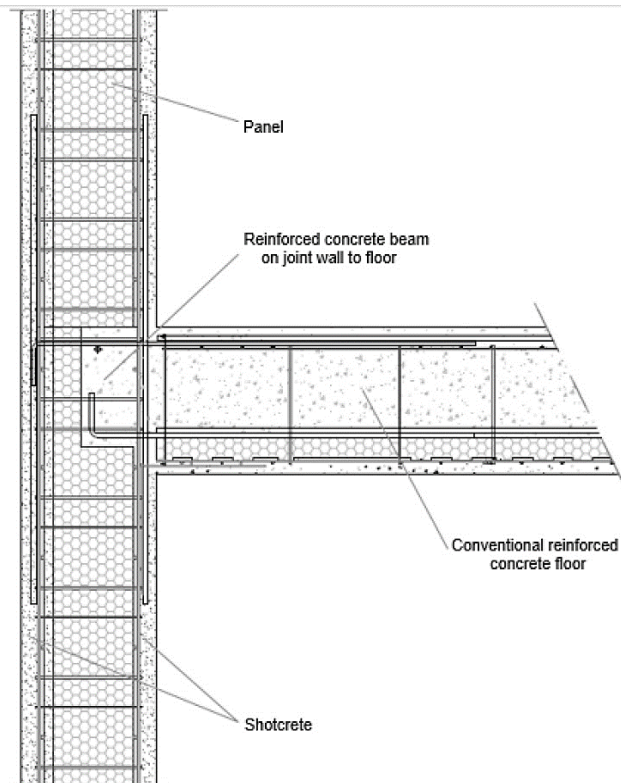 Panel
Reinforced concrete beam
on joint wall to floor
Conventional reinforced
concrete floor
Shotcrete